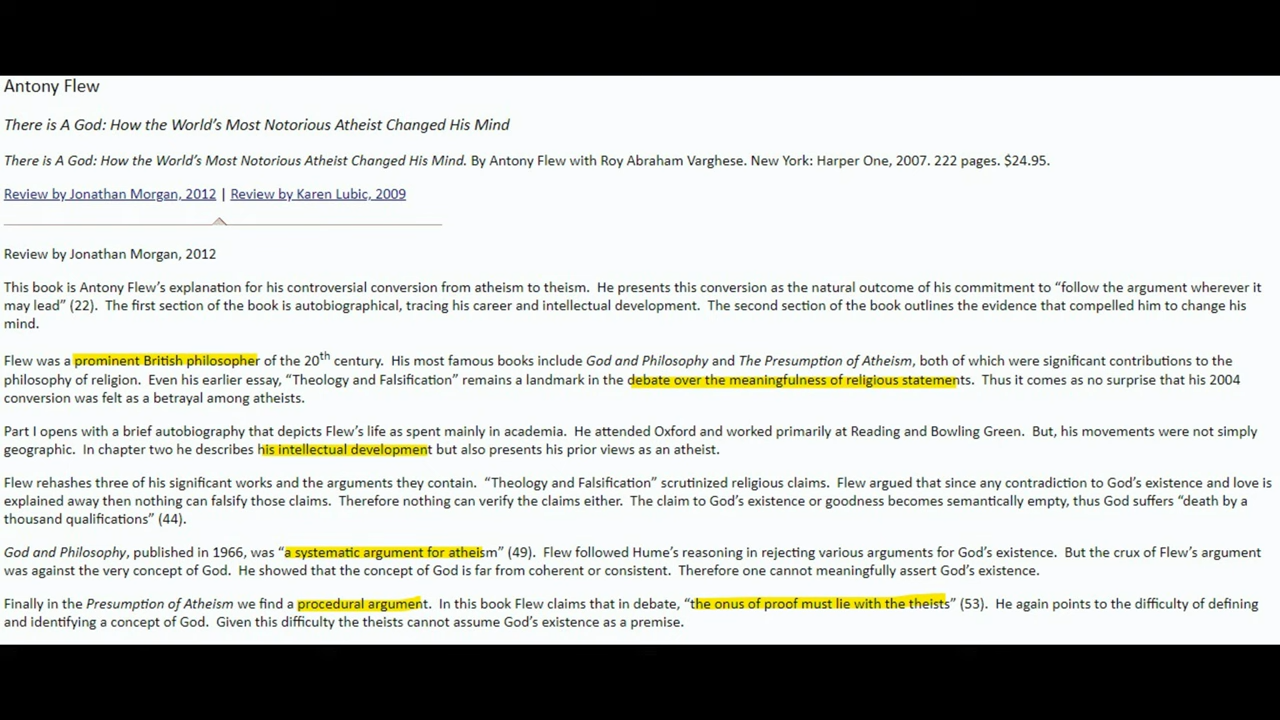 Antony Flew
There is A God: How the World's Most Notorious Atheist Changed His Mind
There is A God: How the World's Most Notorious Atheist Changed His Mind. By Antony Flew with Roy Abraham Varghese. New York: Harper One, 2007. 222 pages. $24.95.
Review by Jonathan Morgan, 2012 | Review by Karen Lubic, 2009
Review by Jonathan Morgan, 2012
This book is Antony Flew's explanation for his controversial conversion from atheism to theism. He presents this conversion as the natural outcome of his commitment to “follow the argument wherever it
may lead” (22). The first section of the book is autobiographical, tracing his career and intellectual development. The second section of the book outlines the evidence that compelled him to change his
mind.
Flew was a prominent British philosopher of the 20th century. His most famous books include God and Philosophy and The Presumption of Atheism, both of which were significant contributions to the
philosophy of religion. Even his earlier essay, “Theology and Falsification” remains a landmark in the debate over the meaningfulness of religious statements. Thus it comes as no surprise that his 2004
conversion was felt as a betrayal among atheists.
Part I opens with a brief autobiography that depicts Flew's life as spent mainly in academia. He attended Oxford and worked primarily at Reading and Bowling Green. But, his movements were not simply
geographic. In chapter two he describes his intellectual development but also presents his prior views as an atheist.
Flew rehashes three of his significant works and the arguments they contain. “Theology and Falsification” scrutinized religious claims. Flew argued that since any contradiction to God's existence and love is
explained away then nothing can falsify those claims. Therefore nothing can verify the claims either. The claim to God's existence or goodness becomes semantically empty, thus God suffers “death by a
thousand qualifications” (44).
God and Philosophy, published in 1966, was “a systematic argument for atheism” (49). Flew followed Hume's reasoning in rejecting various arguments for God's existence. But the crux of Flew's argument
was against the very concept of God. He showed that the concept of God is far from coherent or consistent. Therefore one cannot meaningfully assert God's existence.
Finally in the Presumption of Atheism we find a procedural argument. In this book Flew claims that in debate, “the onus of proof must lie with the theists” (53). He again points to the difficulty of defining
and identifying a concept of God. Given this difficulty the theists cannot assume God's existence as a premise.